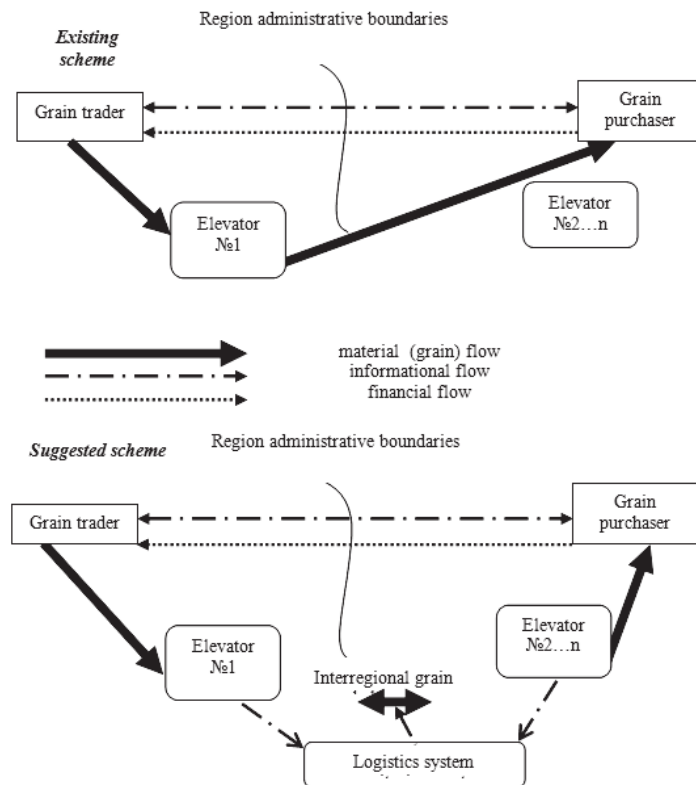 Region administrative boundaries
Existing
scheme
Grain trader
Grain
purchaser
Elevator
№1
Elevator
№2…n
material (grain) flow
informational flow
financial flow
Region administrative boundaries
Suggested scheme
Grain trader
Grain
purchaser
Elevator
№1
Elevator
№2…n
Interregional grain
Logistics system